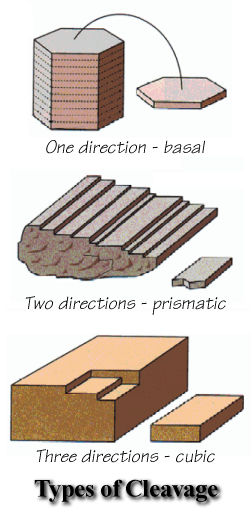 One direction - basal
Two directions - prismatic
Three directions - cubic
Types of Cleavage